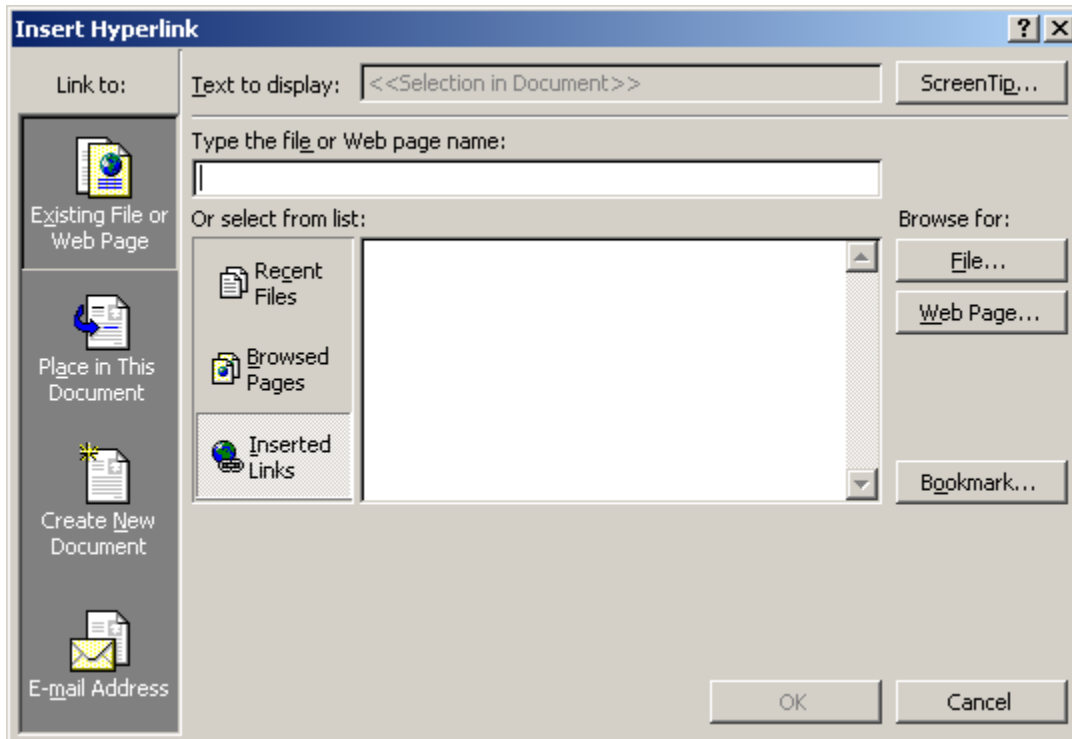 Insert Hyperlink
Link to:
Text to display:
<<Selection in Document>>
ScreenTip...
Existing File or
Web Page
Place in This
Document
Create New
Document
E-mail Address
Type the file or Web page name:
Or select from list:
Recent
Files
Browsed
Pages
Inserted
Links
Browse for:
File...
Web Page...
Bookmark...
OK
Cancel